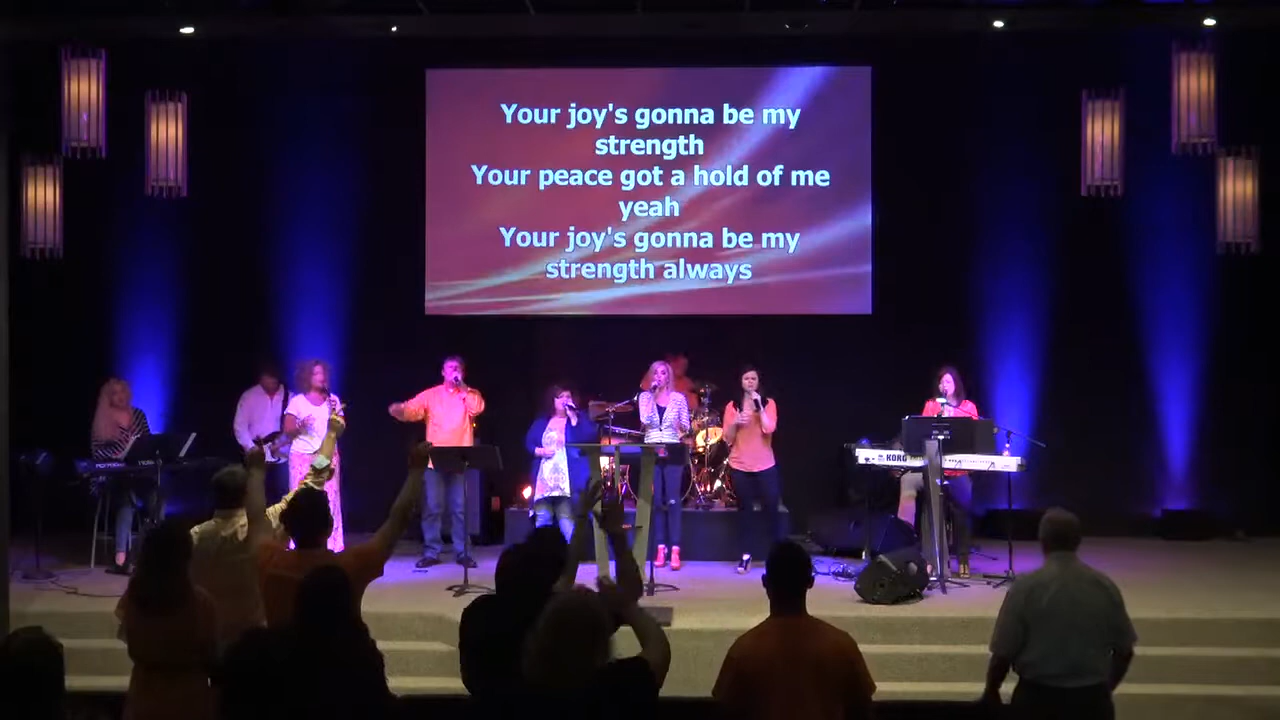 Your joy's gonna be my
strength
Your peace got a hold of me
yeah
Your joy's gonna be my
strength always
KORG